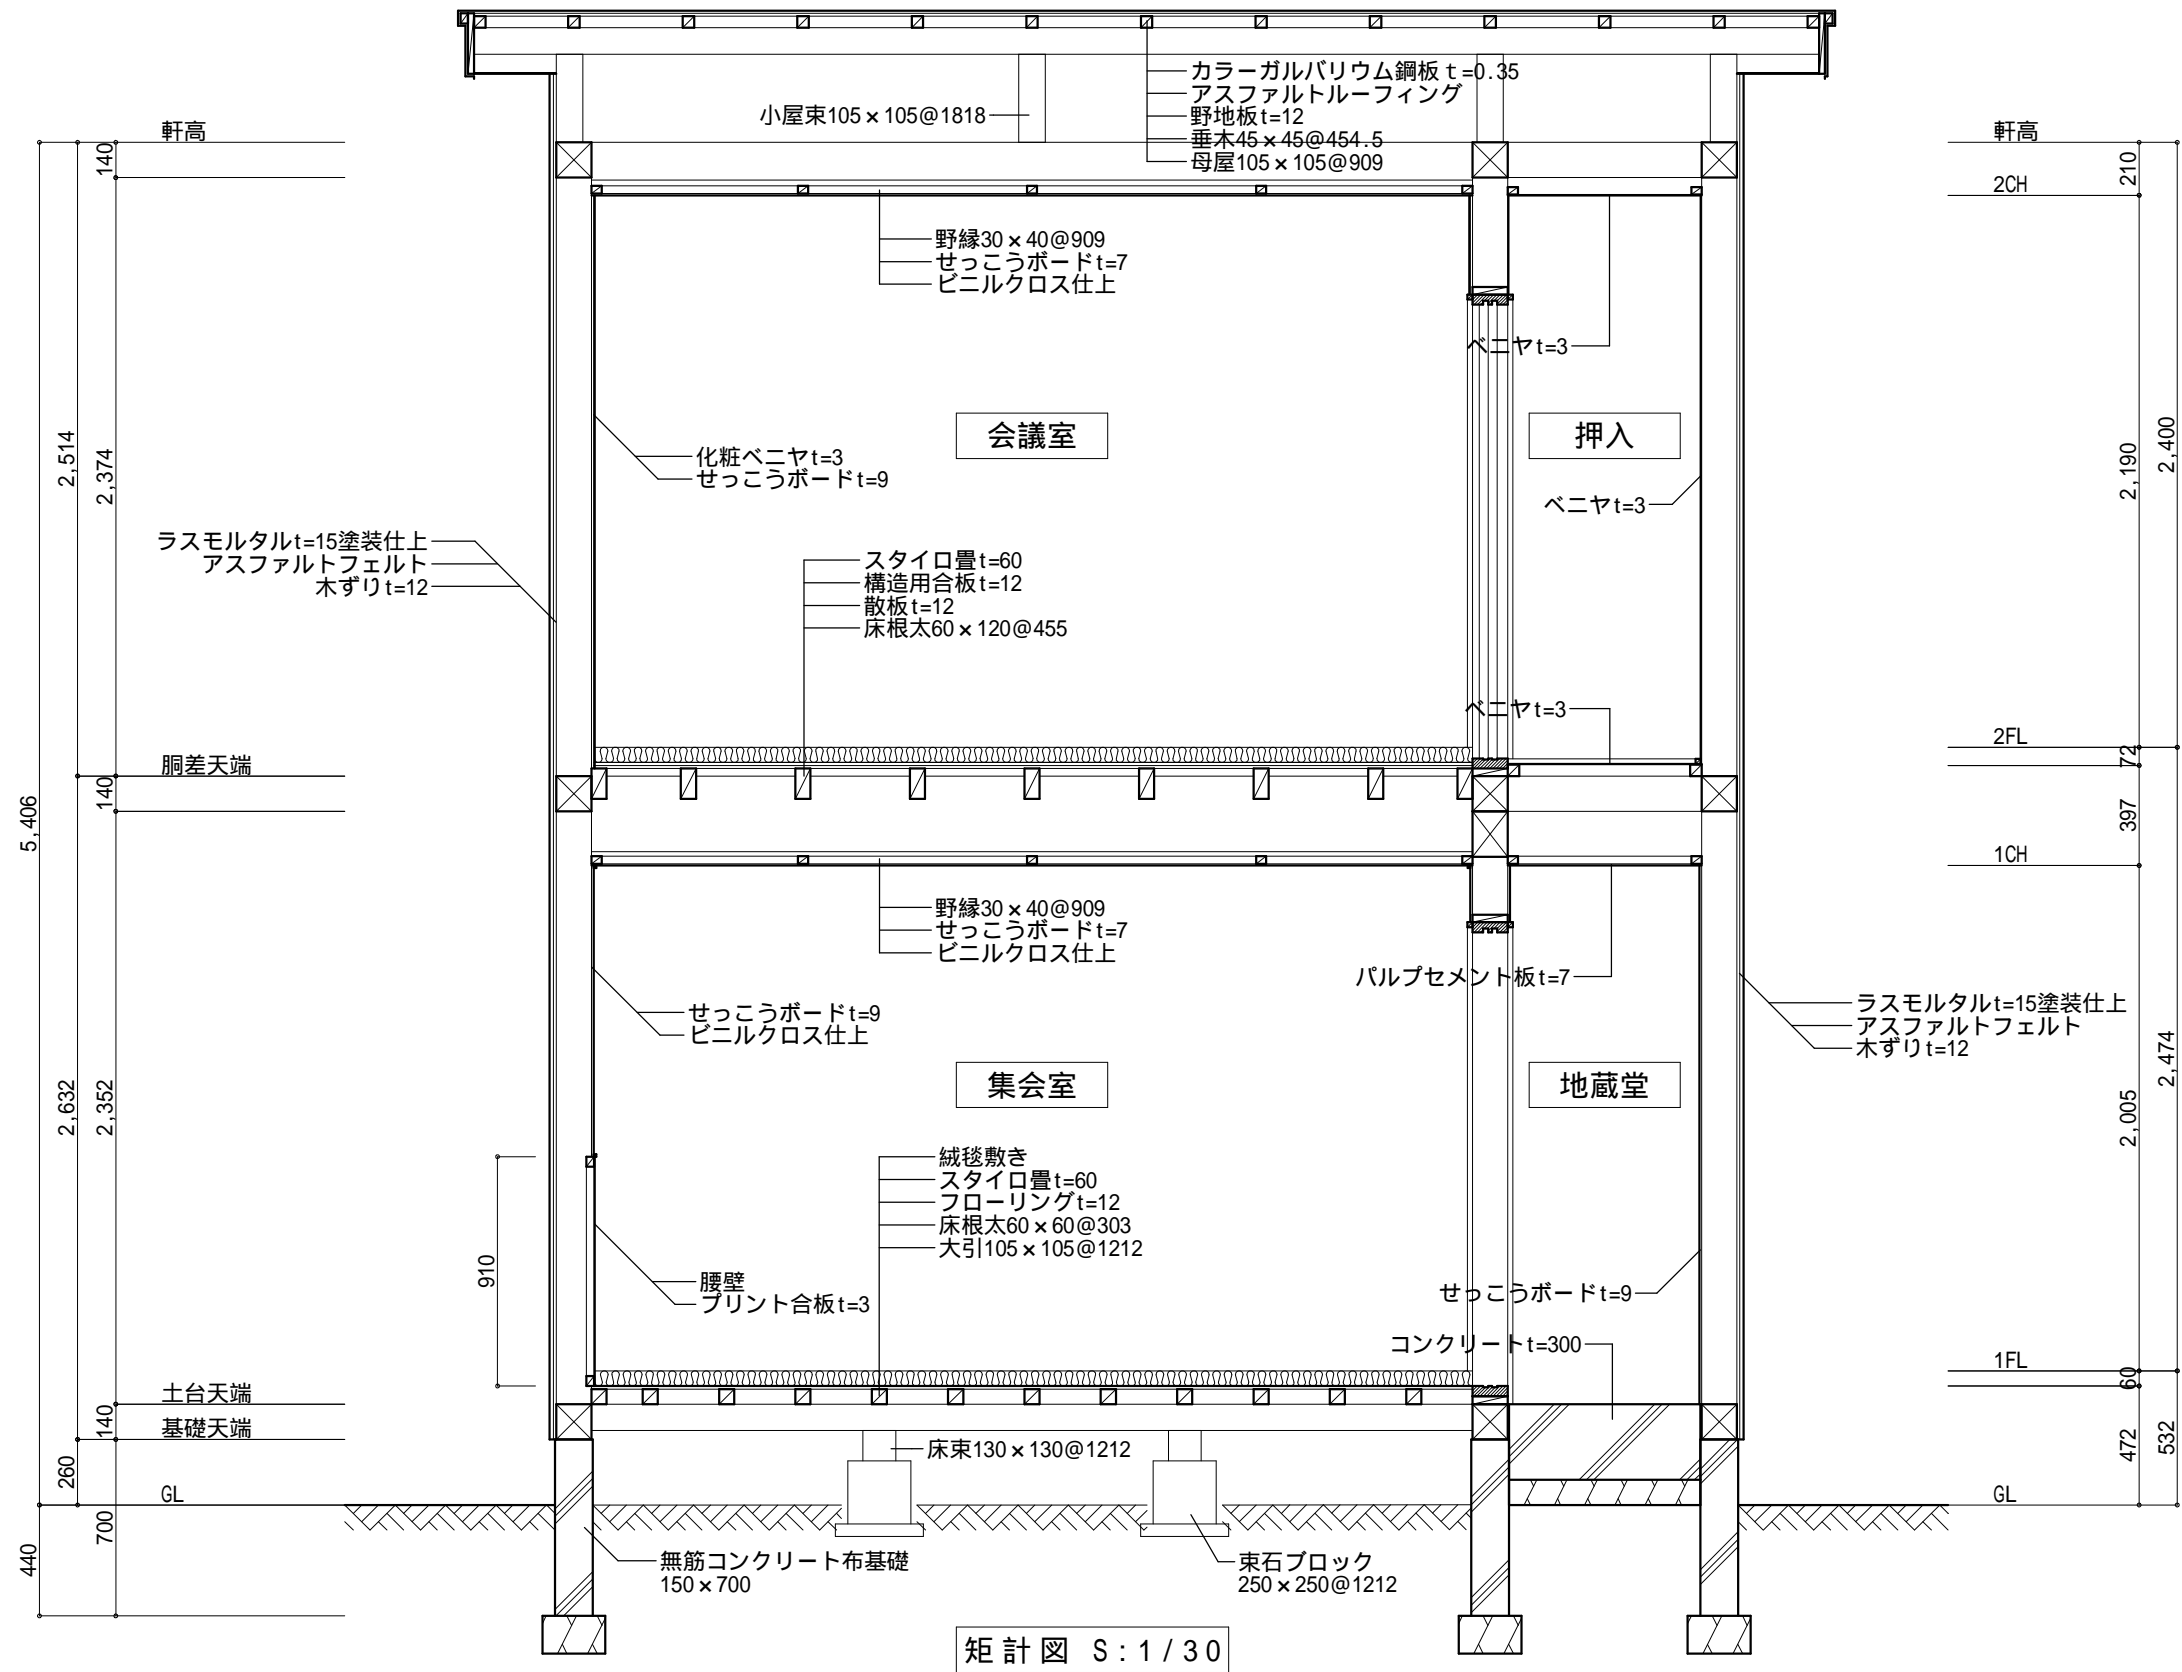 カラーガルバリウム鋼板 t=0.35
アスファルトルーフィング
野地板t=12
垂木45×45@454.5
母屋105×105@909
小屋束105×105@1818
軒高
軒高
140
210
2CH
野縁30×40@909
せっこうボードt=7
ビニルクロス仕上
ベニヤt=3
会議室
押入
化粧ベニヤt=3
せっこうボードt=9
ベニヤt=3
2,514
2,374
2,190
2,400
ラスモルタルt=15塗装仕上
アスファルトフェルト
木ずりt=12
スタイロ畳t=60
構造用合板t=12
散板t=12
床根太60×120@455
ベニヤt=3
2FL
72
胴差天端
140
5,406
397
1CH
野縁30×40@909
せっこうボードt=7
ビニルクロス仕上
パルプセメント板t=7
せっこうボードt=9
ビニルクロス仕上
ラスモルタルt=15塗装仕上
アスファルトフェルト
木ずりt=12
集会室
地蔵堂
2,632
2,352
2,005
2,474
絨毯敷き
スタイロ畳t=60
フローリングt=12
床根太60×60@303
大引105×105@1212
910
腰壁
プリント合板t=3
せっこうボードt=9
コンクリートt=300
1FL
60
土台天端
140
基礎天端
床束130×130@1212
260
472
532
GL
GL
700
440
無筋コンクリート布基礎
150×700
束石ブロック
250×250@1212
矩計図 S:1/30